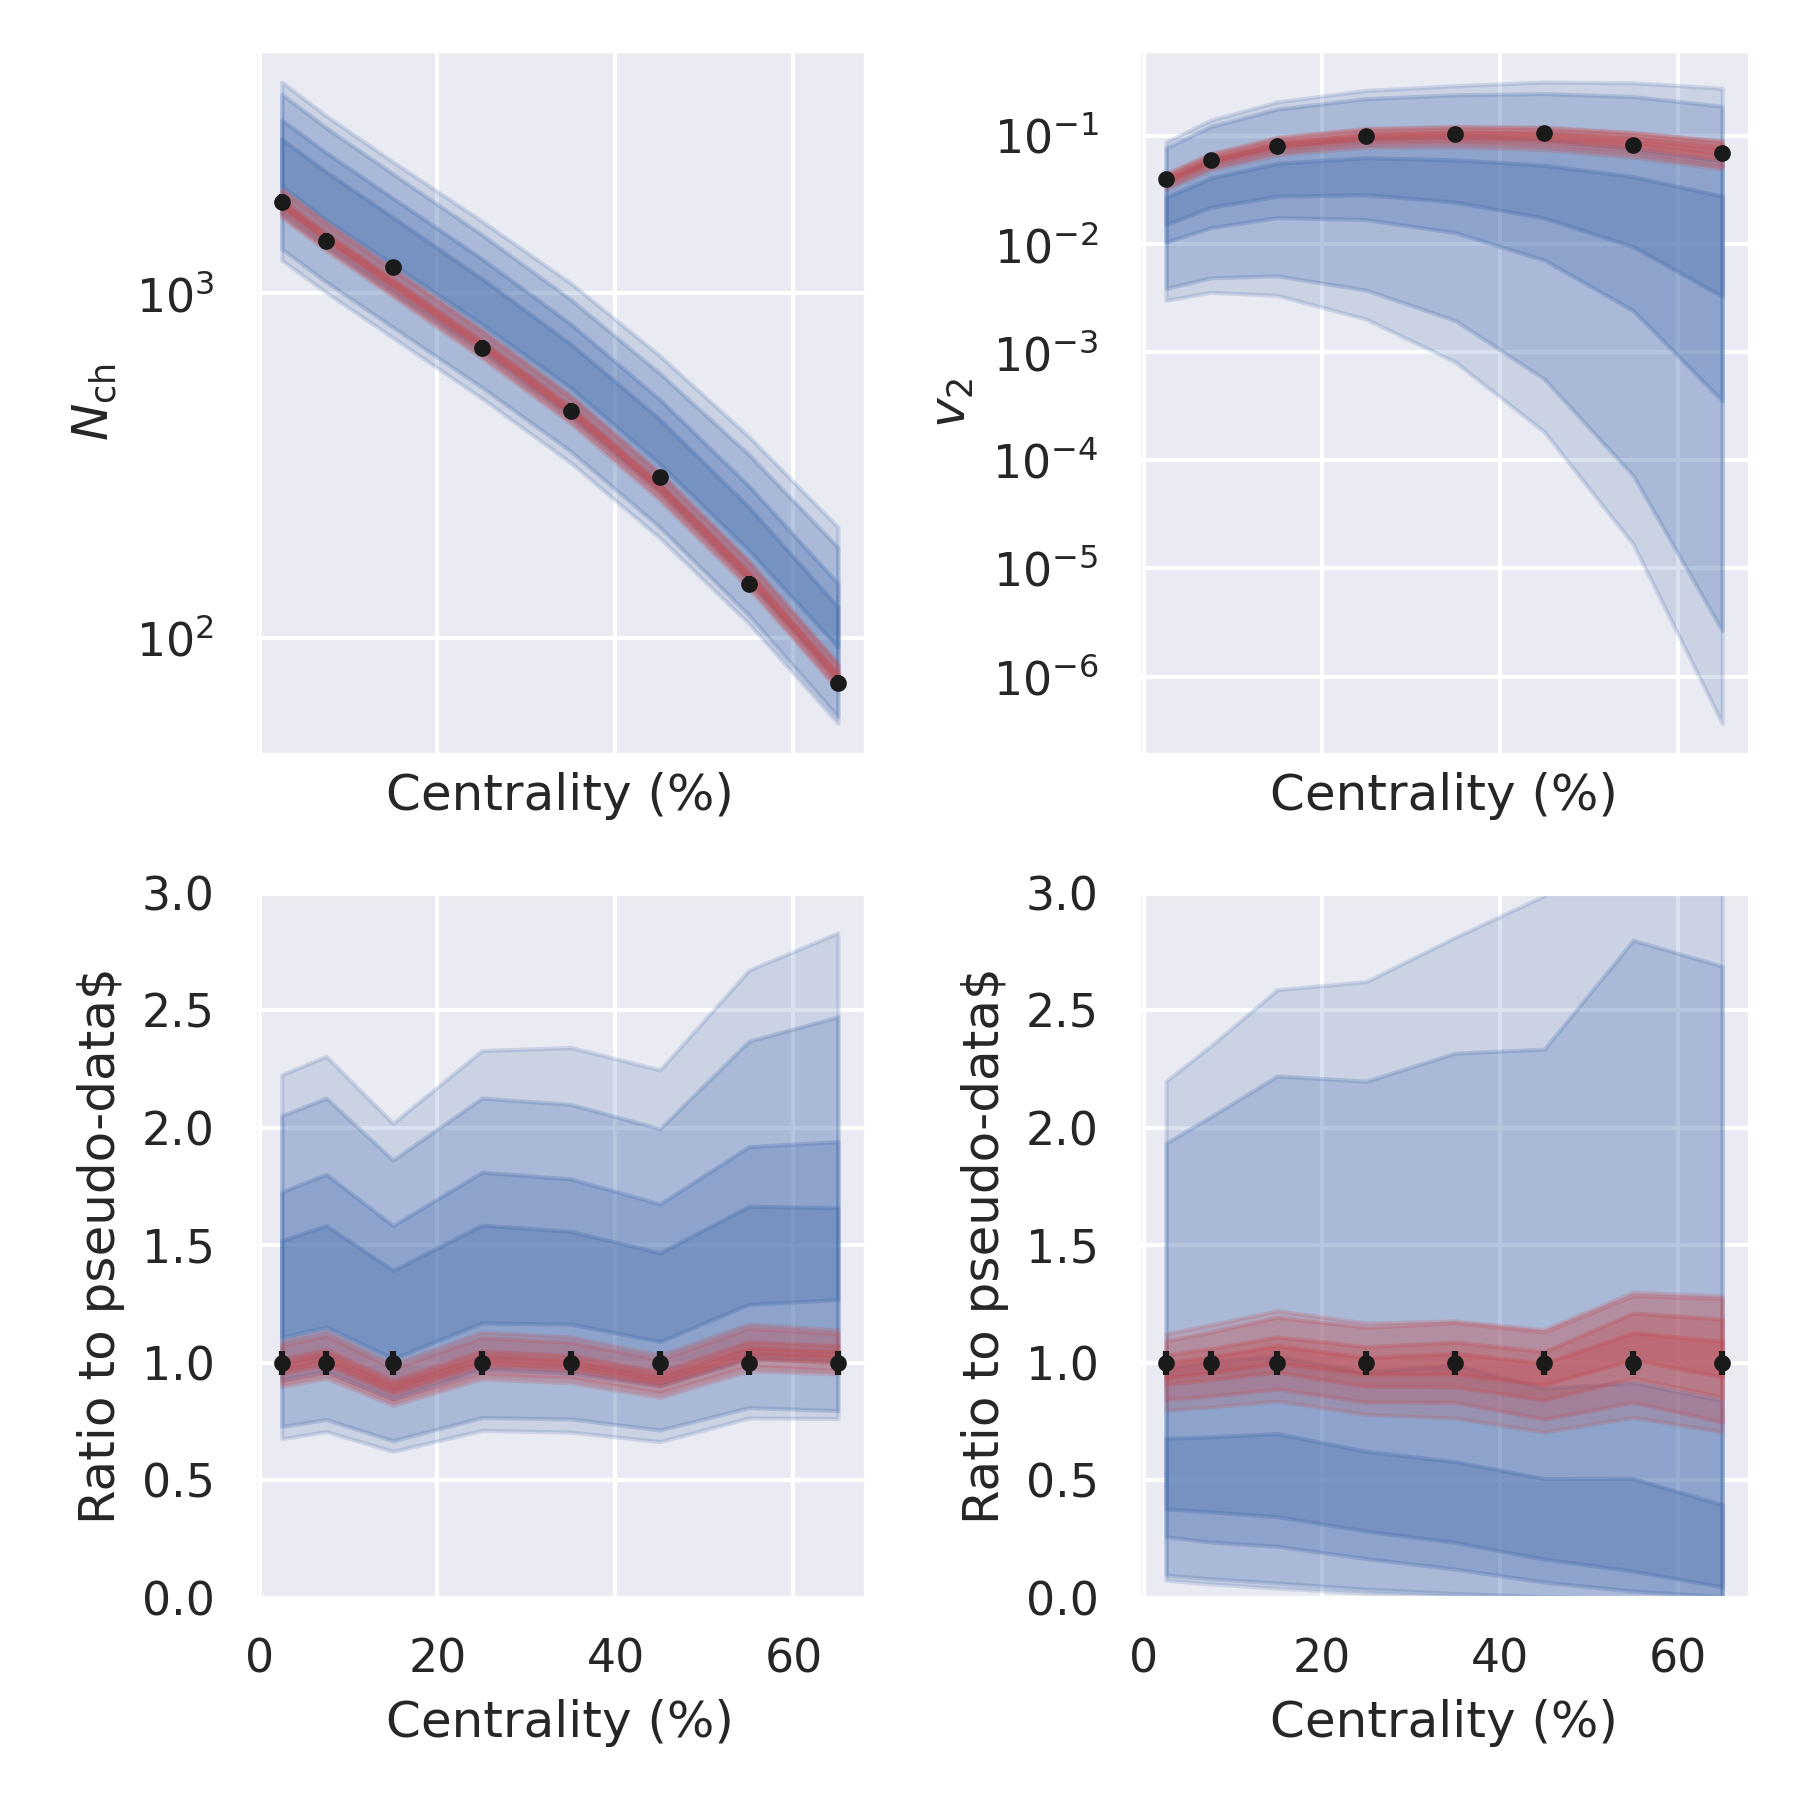 N_ch
10³
10²
Centrality (%)
v₂
10⁻¹
10⁻²
10⁻³
10⁻⁴
10⁻⁵
10⁻⁶
Centrality (%)
Ratio to pseudo-data$
3.0
2.5
2.0
1.5
1.0
0.5
0.0
0 20 40 60
Centrality (%)
Ratio to pseudo-data$
3.0
2.5
2.0
1.5
1.0
0.5
0.0
0 20 40 60
Centrality (%)